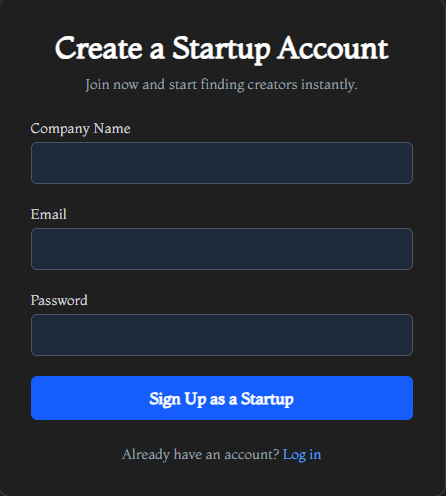 Create a Startup Account
Join now and start finding creators instantly.
Company Name
Email
Password
Sign Up as a Startup
Already have an account? Log in